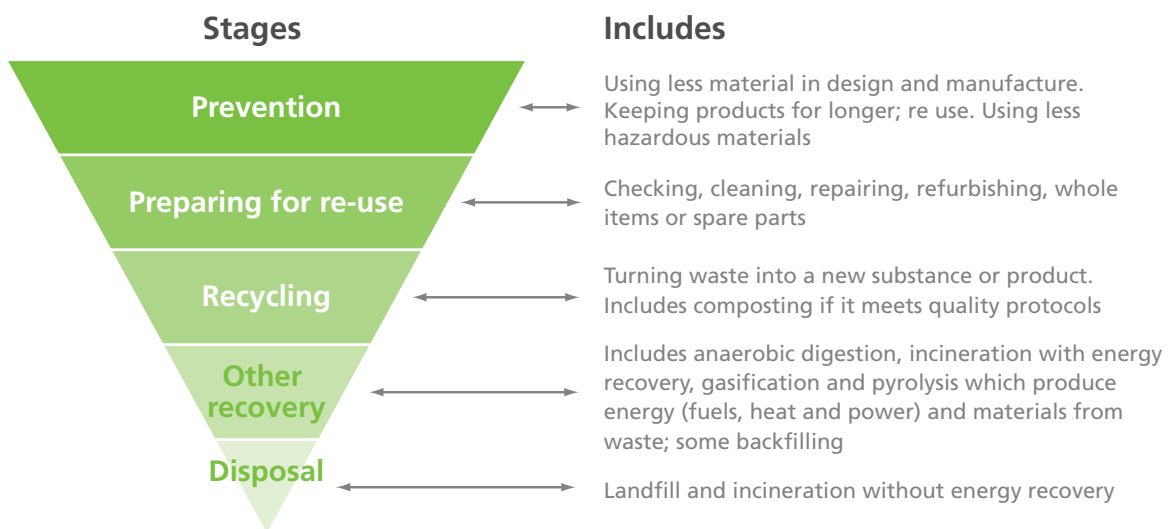 Stages
Includes
Prevention
Using less material in design and manufacture.
Keeping products for longer; re use. Using less
hazardous materials
Preparing for re-use
Checking, cleaning, repairing, refurbishing, whole
items or spare parts
Recycling
Turning waste into a new substance or product.
Includes composting if it meets quality protocols
Other
recovery
Includes anaerobic digestion, incineration with energy
recovery, gasification and pyrolysis which produce
energy (fuels, heat and power) and materials from
waste; some backfilling
Disposal
Landfill and incineration without energy recovery